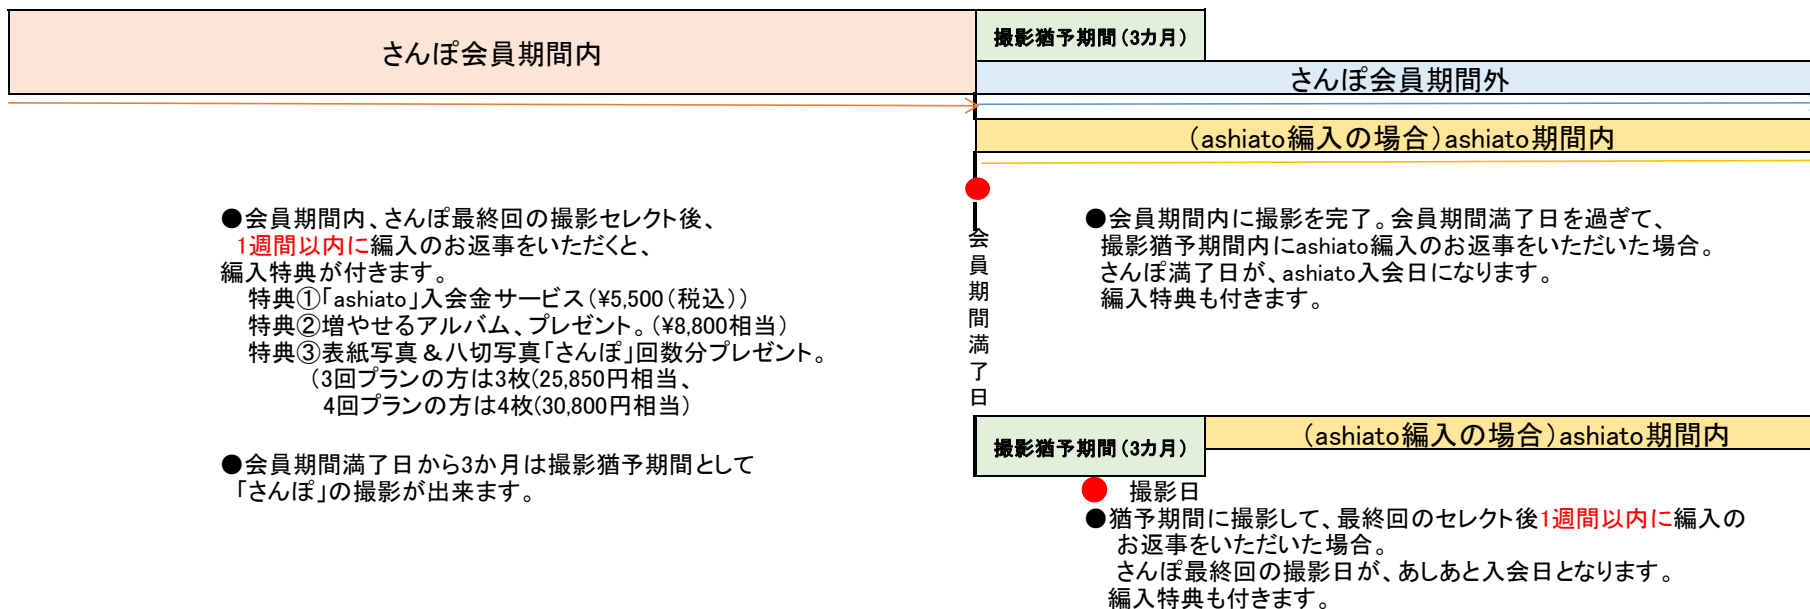 さんぽ会員期間内
撮影猶予期間(3カ月)
さんぽ会員期間外
(ashiato編入の場合)ashiato期間内
●会員期間内、さんぽ最終回の撮影セレクト後、
1週間以内に編入のお返事をいただくと、
編入特典が付きます。
特典①「ashiato」入会金サービス(¥5,500(税込))
特典②増やせるアルバム、プレゼント。(¥8,800相当)
特典③表紙写真&八切写真「さんぽ」回数分プレゼント。
(3回プランの方は3枚(25,850円相当、
4回プランの方は4枚(30,800円相当)
●会員期間満了日から3か月は撮影猶予期間として
「さんぽ」の撮影が出来ます。
会員期間満了日
●会員期間内に撮影を完了。会員期間満了日を過ぎて、
撮影猶予期間内にashiato編入のお返事をいただいた場合。
さんぽ満了日が、ashiato入会日になります。
編入特典も付きます。
撮影猶予期間(3カ月)
(ashiato編入の場合)ashiato期間内
撮影日
●猶予期間に撮影して、最終回のセレクト後1週間以内に編入の
お返事をいただいた場合。
さんぽ最終回の撮影日が、あしあと入会日となります。
編入特典も付きます。